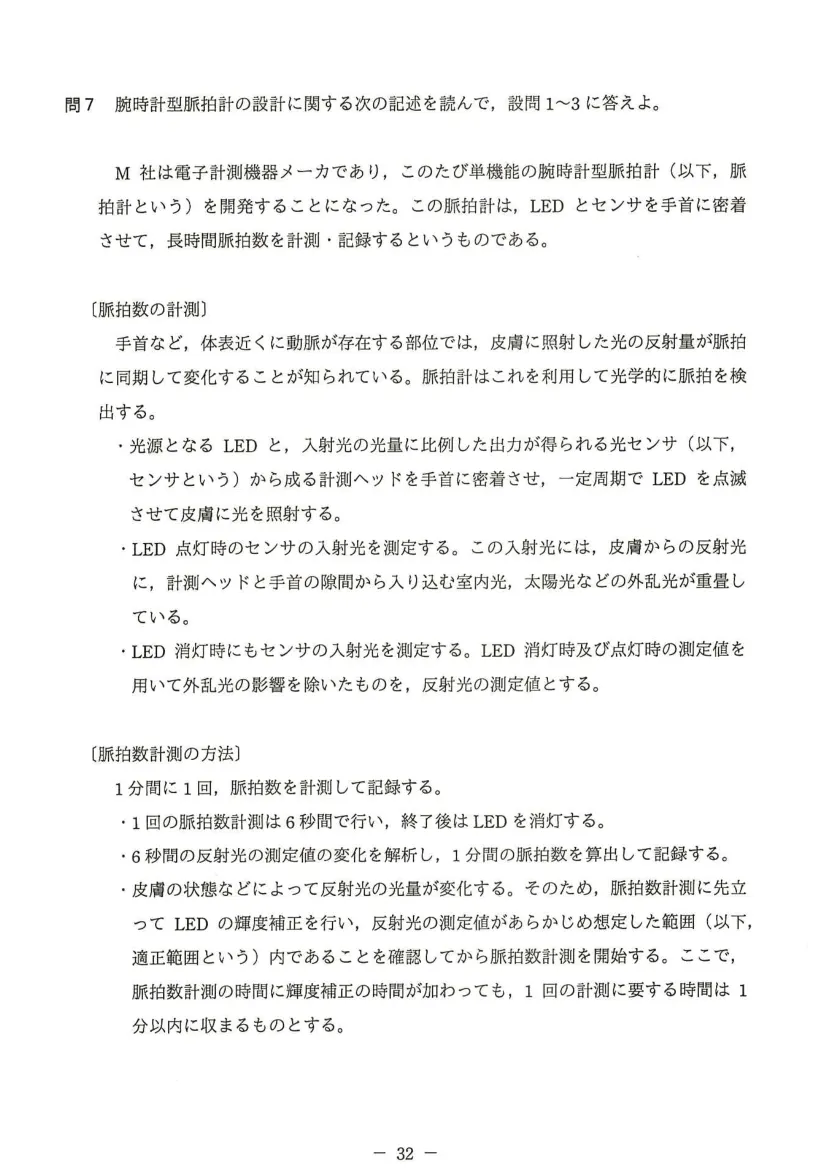 問7 腕時計型脈拍計の設計に関する次の記述を読んで，設問1～3に答えよ。
M 社は電子計測機器メーカであり，このたび単機能の腕時計型脈拍計（以下，脈
拍計という）を開発することになった。この脈拍計は，LED とセンサを手首に密着
させて，長時間脈拍数を計測・記録するというものである。
〔脈拍数の計測〕
手首など，体表近くに動脈が存在する部位では，皮膚に照射した光の反射量が脈拍
に同期して変化することが知られている。脈拍計はこれを利用して光学的に脈拍を検
出する。
・光源となる LED と，入射光の光量に比例した出力が得られる光センサ（以下，
センサという）から成る計測ヘッドを手首に密着させ，一定周期で LED を点滅
させて皮膚に光を照射する。
・LED 点灯時のセンサの入射光を測定する。この入射光には，皮膚からの反射光
に，計測ヘッドと手首の隙間から入り込む室内光，太陽光などの外乱光が重畳し
ている。
・LED 消灯時にもセンサの入射光を測定する。LED 消灯時及び点灯時の測定値を
用いて外乱光の影響を除いたものを，反射光の測定値とする。
〔脈拍数計測の方法〕
1分間に1回，脈拍数を計測して記録する。
・1回の脈拍数計測は6秒間で行い，終了後はLEDを消灯する。
・6秒間の反射光の測定値の変化を解析し，1分間の脈拍数を算出して記録する。
・皮膚の状態などによって反射光の光量が変化する。そのため，脈拍数計測に先立
って LED の輝度補正を行い，反射光の測定値があらかじめ想定した範囲（以下，
適正範囲という）内であることを確認してから脈拍数計測を開始する。ここで，
脈拍数計測の時間に輝度補正の時間が加わっても，1 回の計測に要する時間は 1
分以内に収まるものとする。
－ 32 －